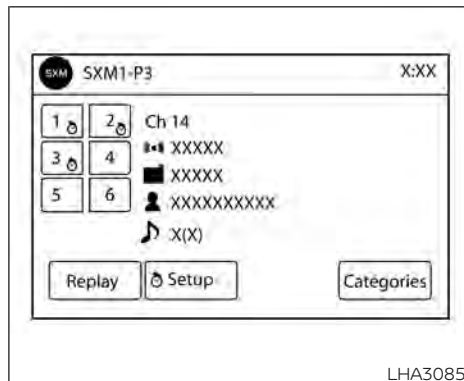 SXM SXM1-P3 X:XX
1 2 Ch 14
XXXXX
3 4
XXXXX
5 6
XXXXXXXXXX
X(X)
Replay Setup Categories
LHA3085